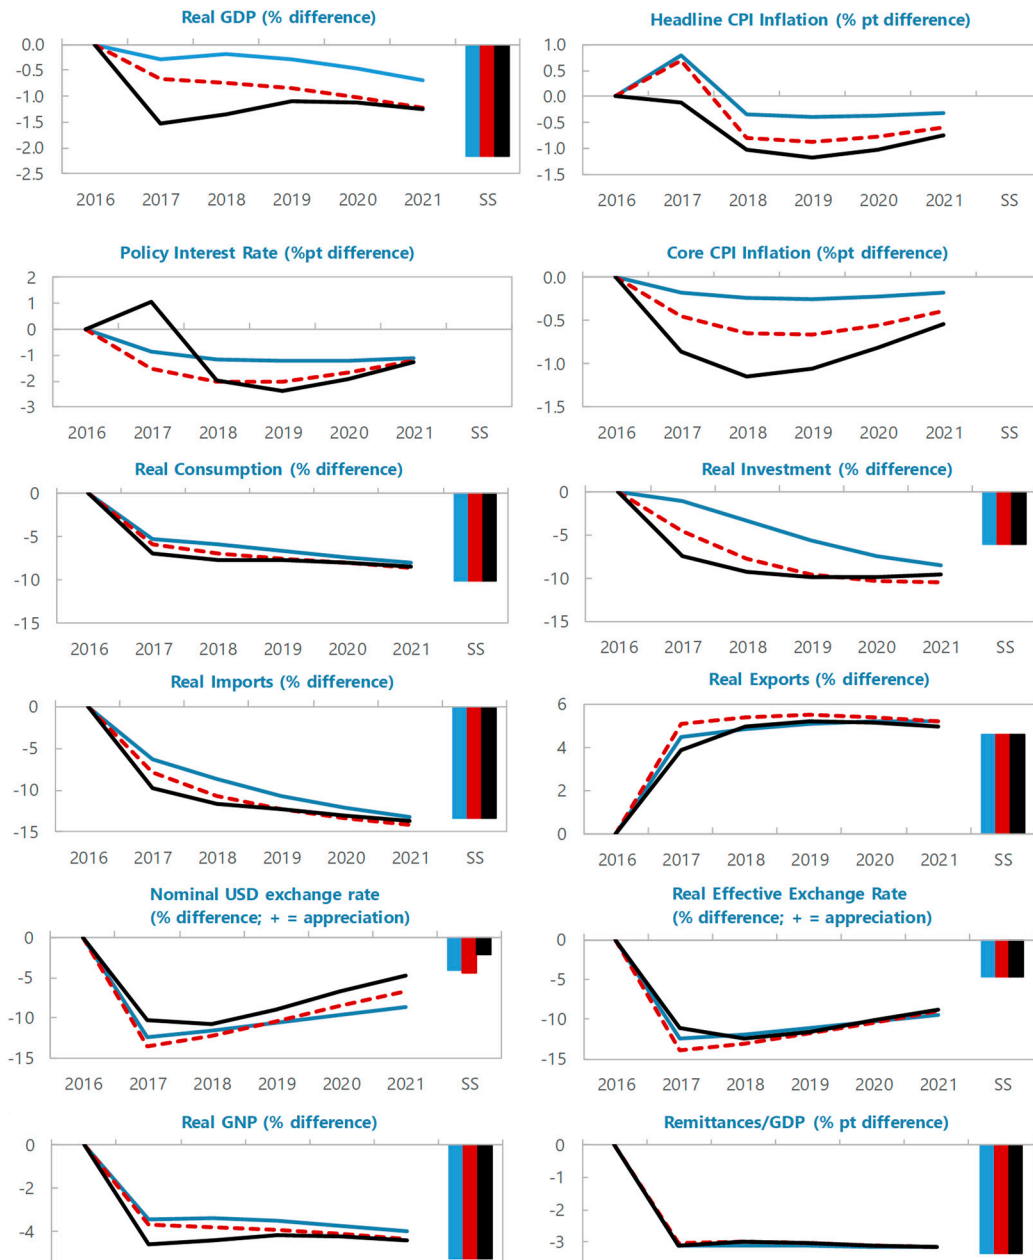 Real GDP (% difference)
0.0
-0.5
-1.0
-1.5
-2.0
-2.5
2016 2017 2018 2019 2020 2021 SS
Headline CPI Inflation (% pt difference)
1.0
0.5
0.0
-0.5
-1.0
-1.5
2016 2017 2018 2019 2020 2021 SS
Policy Interest Rate (%pt difference)
2
1
0
-1
-2
-3
2016 2017 2018 2019 2020 2021 SS
Core CPI Inflation (%pt difference)
0.0
-0.5
-1.0
-1.5
2016 2017 2018 2019 2020 2021 SS
Real Consumption (% difference)
0
-5
-10
-15
2016 2017 2018 2019 2020 2021 SS
Real Investment (% difference)
0
-5
-10
-15
2016 2017 2018 2019 2020 2021 SS
Real Imports (% difference)
0
-5
-10
-15
2016 2017 2018 2019 2020 2021 SS
Real Exports (% difference)
6
4
2
0
2016 2017 2018 2019 2020 2021 SS
Nominal USD exchange rate
(% difference; + = appreciation)
0
-5
-10
-15
2016 2017 2018 2019 2020 2021 SS
Real Effective Exchange Rate
(% difference; + = appreciation)
0
-5
-10
-15
2016 2017 2018 2019 2020 2021 SS
Real GNP (% difference)
0
-2
-4
Remittances/GDP (% pt difference)
0
-1
-2
-3